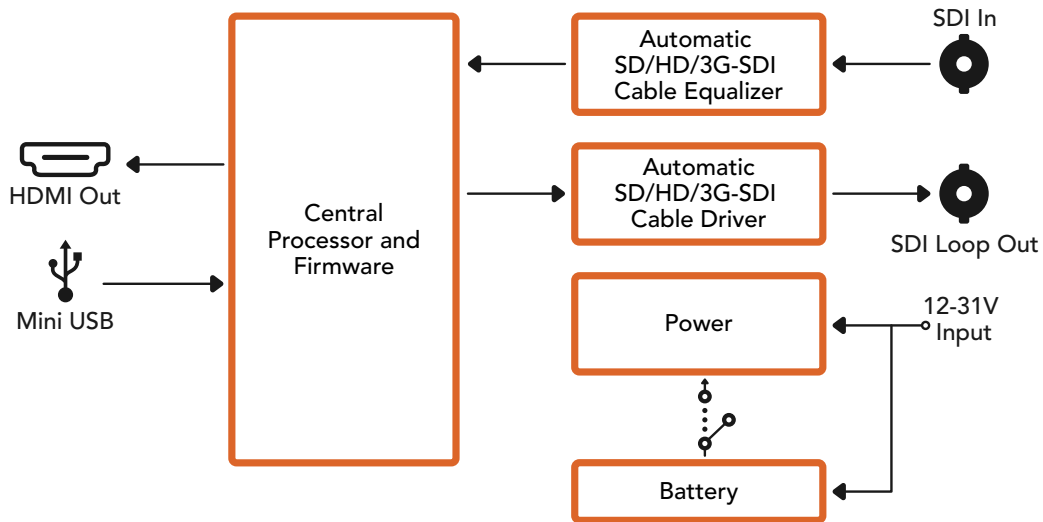 SDI In
Automatic
SD/HD/3G-SDI
Cable Equalizer
HDMI Out
Automatic
SD/HD/3G-SDI
Cable Driver
SDI Loop Out
Central
Processor and
Firmware
Mini USB
Power
12-31V
Input
Battery